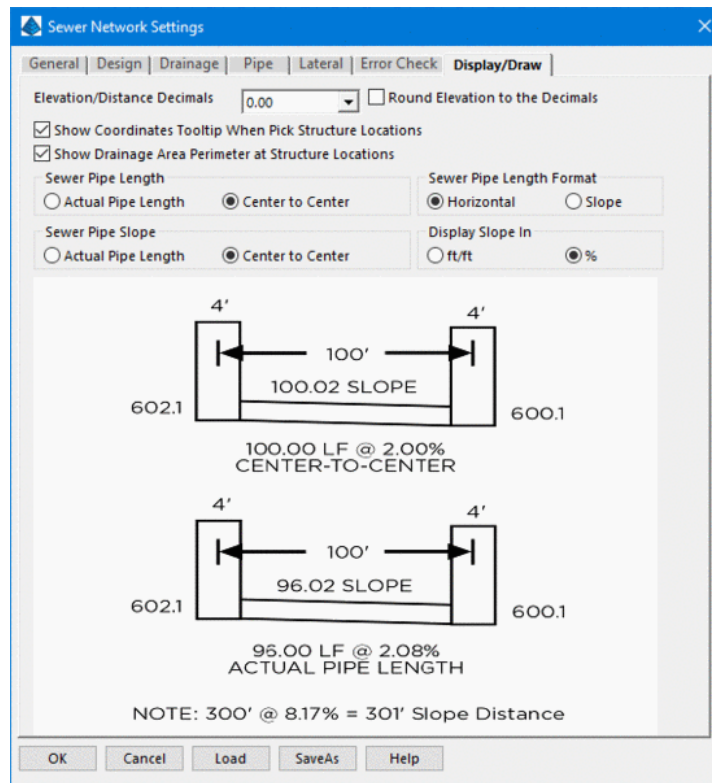 Sewer Network Settings
General Design Drainage Pipe Lateral Error Check Display/Draw
Elevation/Distance Decimals 0.00 Round Elevation to the Decimals
Show Coordinates Tooltip When Pick Structure Locations
Show Drainage Area Perimeter at Structure Locations
Sewer Pipe Length Sewer Pipe Length Format
Actual Pipe Length Center to Center Horizontal Slope
Sewer Pipe Slope Display Slope In
Actual Pipe Length Center to Center ft/ft %
4' 4'
100'
100.02 SLOPE
602.1 600.1
100.00 LF @ 2.00%
CENTER-TO-CENTER
4' 4'
100'
96.02 SLOPE
602.1 600.1
96.00 LF @ 2.08%
ACTUAL PIPE LENGTH
NOTE: 300' @ 8.17% = 301' Slope Distance
OK Cancel Load SaveAs Help